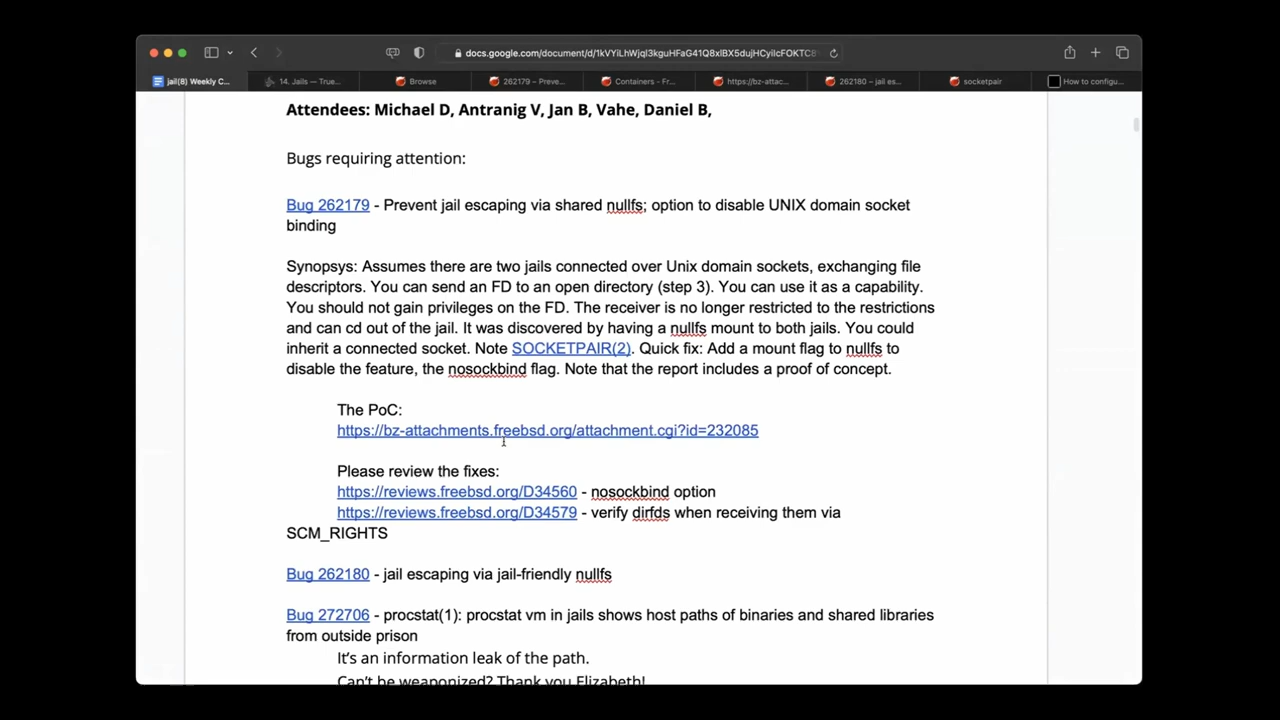 docs.google.com/document/d/1kVYiLhWjql3kguHFaG41Q8xlBX5dujHCyilcFOKTC8
jail(8) Weekly C...
14. Jails — True...
Browse
262179 – Preve...
Containers - Fr...
https://bz-attac...
262180 – jail es...
socketpair
How to configu...
Attendees: Michael D, Antranig V, Jan B, Vahe, Daniel B,
Bugs requiring attention:
Bug 262179 - Prevent jail escaping via shared nullfs; option to disable UNIX domain socket
binding
Synopsys: Assumes there are two jails connected over Unix domain sockets, exchanging file
descriptors. You can send an FD to an open directory (step 3). You can use it as a capability.
You should not gain privileges on the FD. The receiver is no longer restricted to the restrictions
and can cd out of the jail. It was discovered by having a nullfs mount to both jails. You could
inherit a connected socket. Note SOCKETPAIR(2). Quick fix: Add a mount flag to nullfs to
disable the feature, the nosockbind flag. Note that the report includes a proof of concept.
The PoC:
https://bz-attachments.freebsd.org/attachment.cgi?id=232085
Please review the fixes:
https://reviews.freebsd.org/D34560 - nosockbind option
https://reviews.freebsd.org/D34579 - verify dirfds when receiving them via
SCM_RIGHTS
Bug 262180 - jail escaping via jail-friendly nullfs
Bug 272706 - procstat(1): procstat vm in jails shows host paths of binaries and shared libraries
from outside prison
It's an information leak of the path.
Can't be weaponized? Thank you Elizabeth!